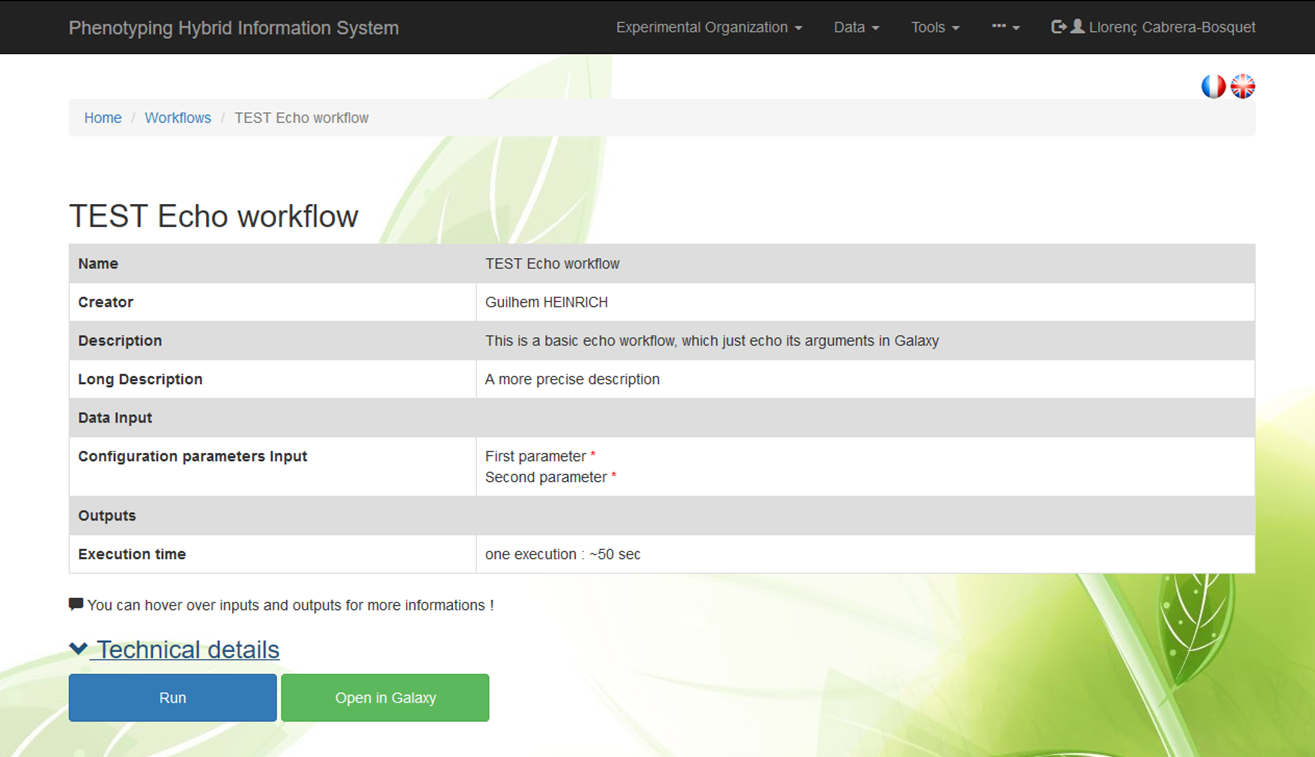 Phenotyping Hybrid Information System Experimental Organization Data Tools ••• Llorenç Cabrera-Bosquet
Home / Workflows / TEST Echo workflow
TEST Echo workflow
Name TEST Echo workflow
Creator Guilhem HEINRICH
Description This is a basic echo workflow, which just echo its arguments in Galaxy
Long Description A more precise description
Data Input
Configuration parameters Input First parameter *
Second parameter *
Outputs
Execution time one execution : ~50 sec
You can hover over inputs and outputs for more informations !
Technical details
Run Open in Galaxy